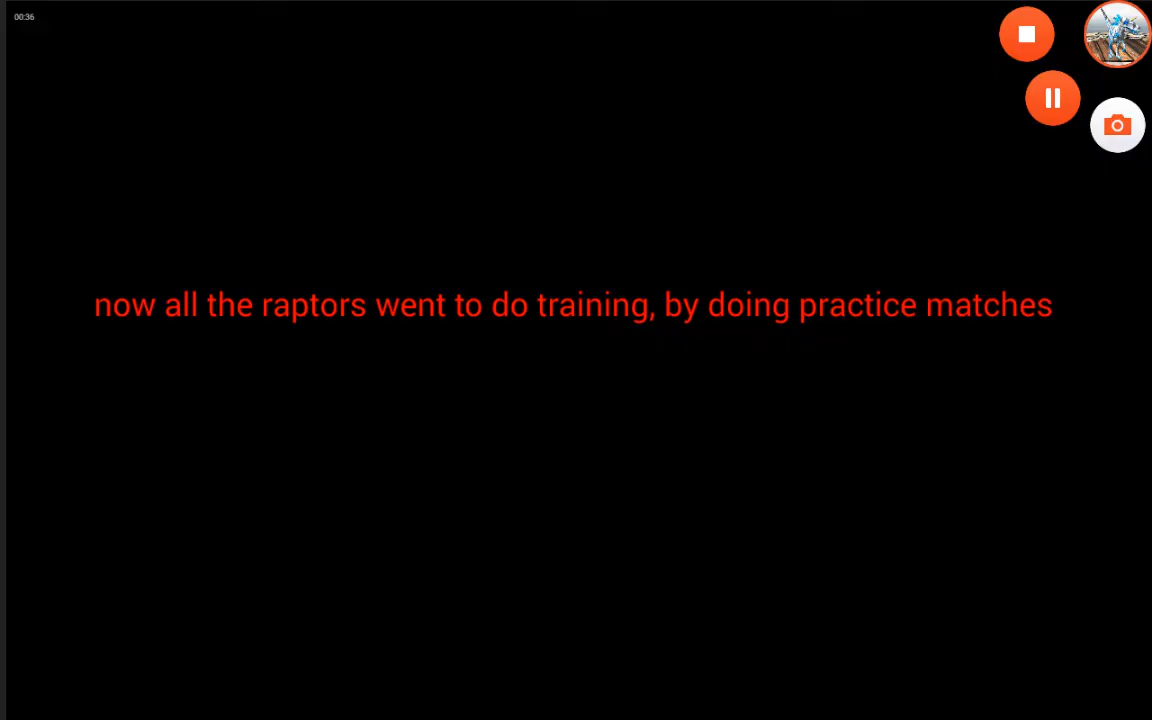 00:36
now all the raptors went to do training, by doing practice matches